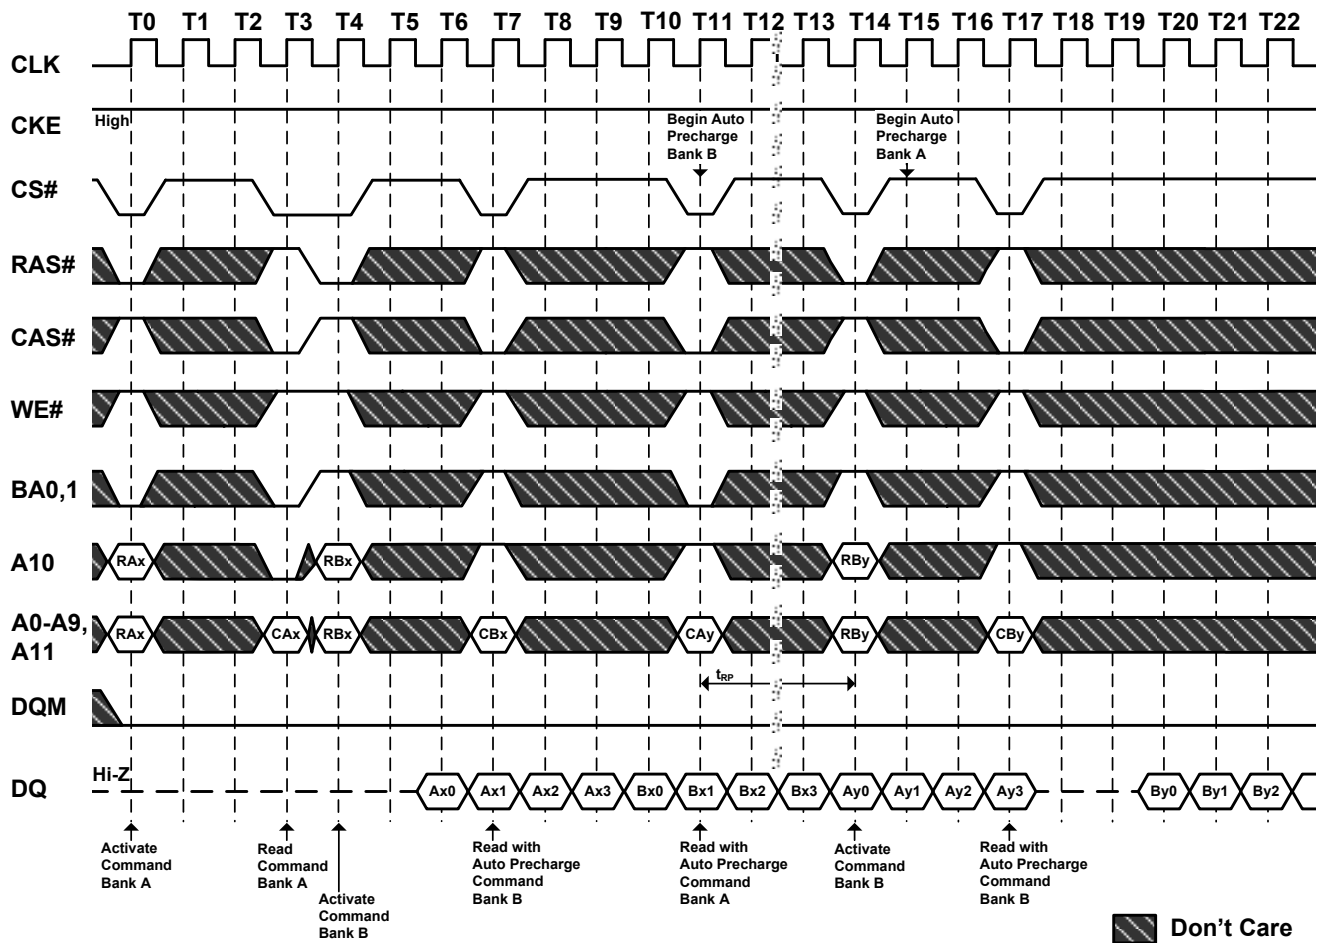 T0 T1 T2 T3 T4 T5 T6 T7 T8 T9 T10 T11 T12 T13 T14 T15 T16 T17 T18 T19 T20 T21 T22
CLK
CKE
High
Begin Auto
Precharge
Bank B
Begin Auto
Precharge
Bank A
CS#
RAS#
CAS#
WE#
BA0,1
A10
RAx RBx RBy
A0-A9,
A11
RAx CAx RBx CBx CAy RBy CBy
tRP
DQM
Hi-Z
DQ
Ax0 Ax1 Ax2 Ax3 Bx0 Bx1 Bx2 Bx3 Ay0 Ay1 Ay2 Ay3 By0 By1 By2
Activate
Command
Bank A
Read
Command
Bank A
Activate
Command
Bank B
Read with
Auto Precharge
Command
Bank B
Read with
Auto Precharge
Command
Bank A
Activate
Command
Bank B
Read with
Auto Precharge
Command
Bank B
Don't Care